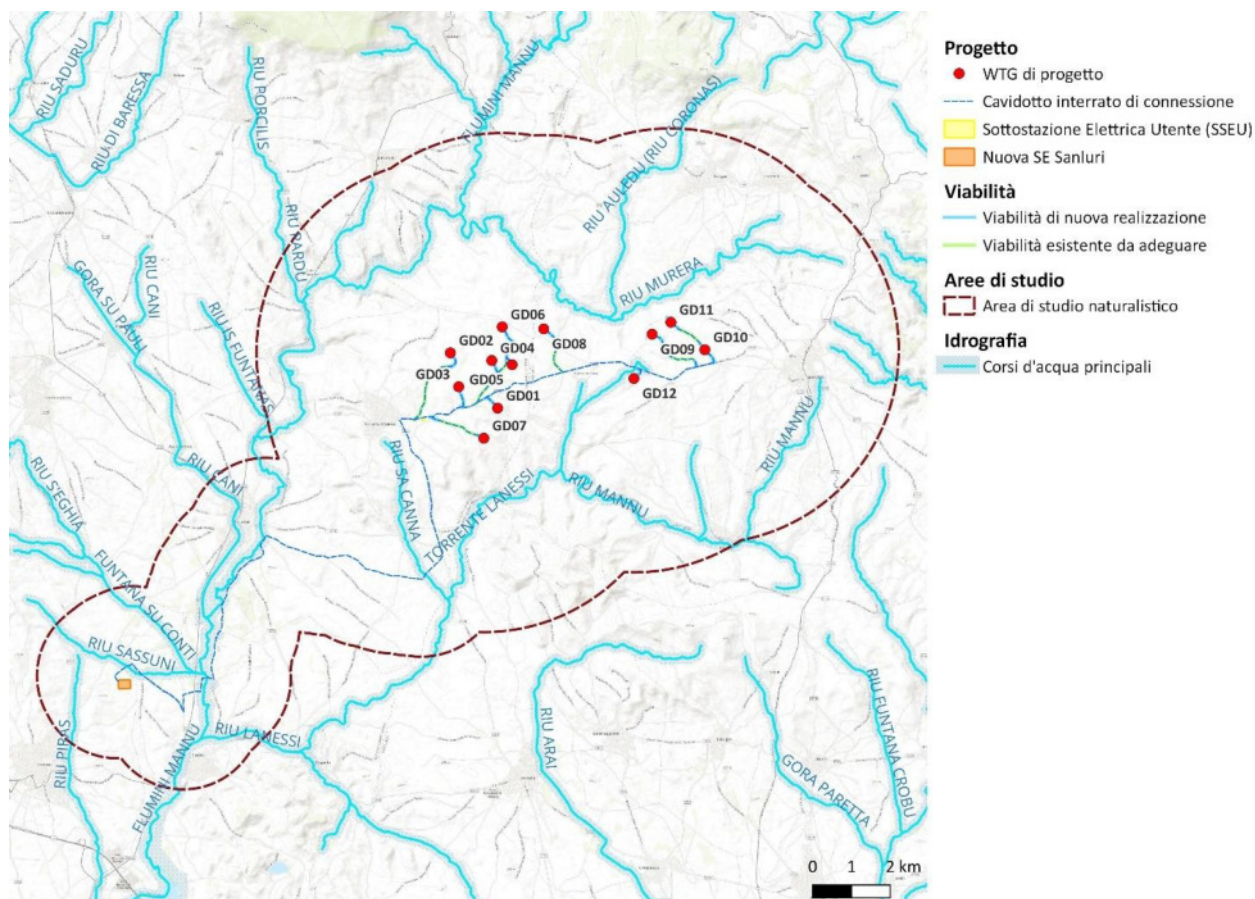 RIU SADURU
RIU DI BARESSA
RIU PORCILIS
FLUMINI MANNU
RIU AULEDU (RIU CORONAS)
RIU PARDU
RIU CANI
GORA SU PAULI
RIU IS FUNTANAS
RIU MURERA
GD06
GD11
GD02
GD04
GD08
GD09
GD10
GD03
GD05
GD01
GD12
GD07
RIU CANI
RIU SA CANNA
TORRENTE LANESSI
RIU MANNU
RIU MANNU
RIU S'EGHIA
FUNTANA SU CONTI
RIU SASSUNI
RIU PIRAS
FLUMINI MANNU
RIU LANESSI
RIU ARAI
GORA PARETTA
RIU FUNTANA CROBU
0 1 2 km
Progetto
WTG di progetto
Cavidotto interrato di connessione
Sottostazione Elettrica Utente (SSEU)
Nuova SE Sanluri
Viabilità
Viabilità di nuova realizzazione
Viabilità esistente da adeguare
Aree di studio
Area di studio naturalistico
Idrografia
Corsi d'acqua principali